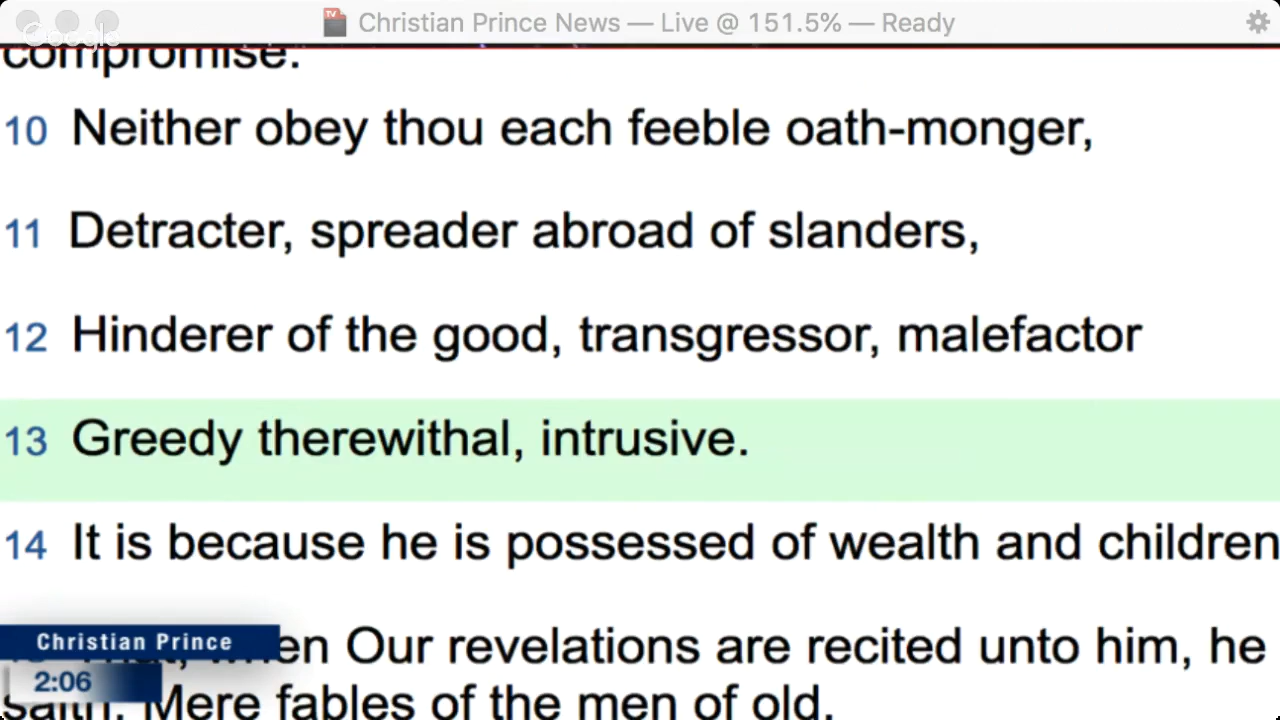 Christian Prince News — Live @ 151.5% — Ready
Google
compromise.
10 Neither obey thou each feeble oath-monger,
11 Detracter, spreader abroad of slanders,
12 Hinderer of the good, transgressor, malefactor
13 Greedy therewithal, intrusive.
14 It is because he is possessed of wealth and children
Our revelations are recited unto him, he
Christian Prince
2:06
saith: Mere fables of the men of old.